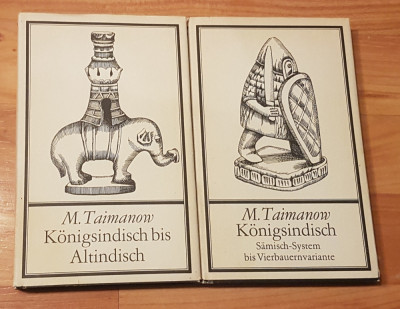 M. Taimanow
Königsindisch bis
Altindisch
M. Taimanow
Königsindisch
Sämisch-System
bis Vierbauernvariante